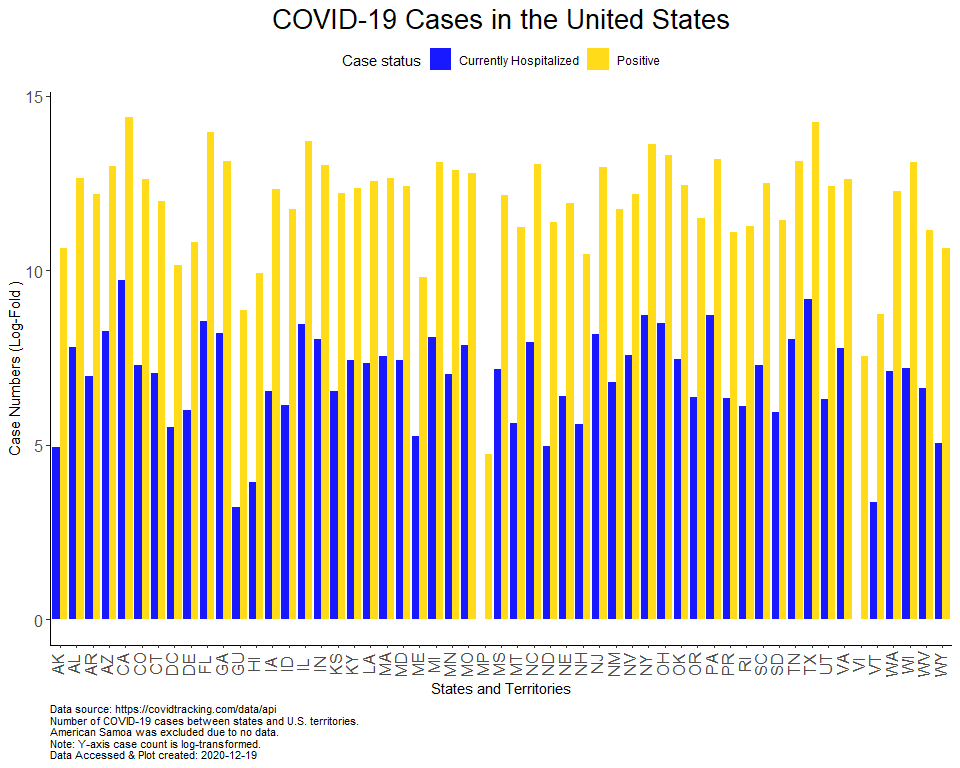 COVID-19 Cases in the United States
Case status Currently Hospitalized Positive
Case Numbers (Log-Fold )
15
10
5
0
AK AL AR AZ CA CO CT DC DE FL GA GU HI IA ID IL IN KS KY LA MA MD ME MI MN MO MP MS MT NC ND NE NH NJ NM NV NY OH OK OR PA PR RI SC SD TN TX UT VA VI VT WA WI WV WY
States and Territories
Data source: https://covidtracking.com/data/api
Number of COVID-19 cases between states and U.S. territories.
American Samoa was excluded due to no data.
Note: Y-axis case count is log-transformed.
Data Accessed & Plot created: 2020-12-19